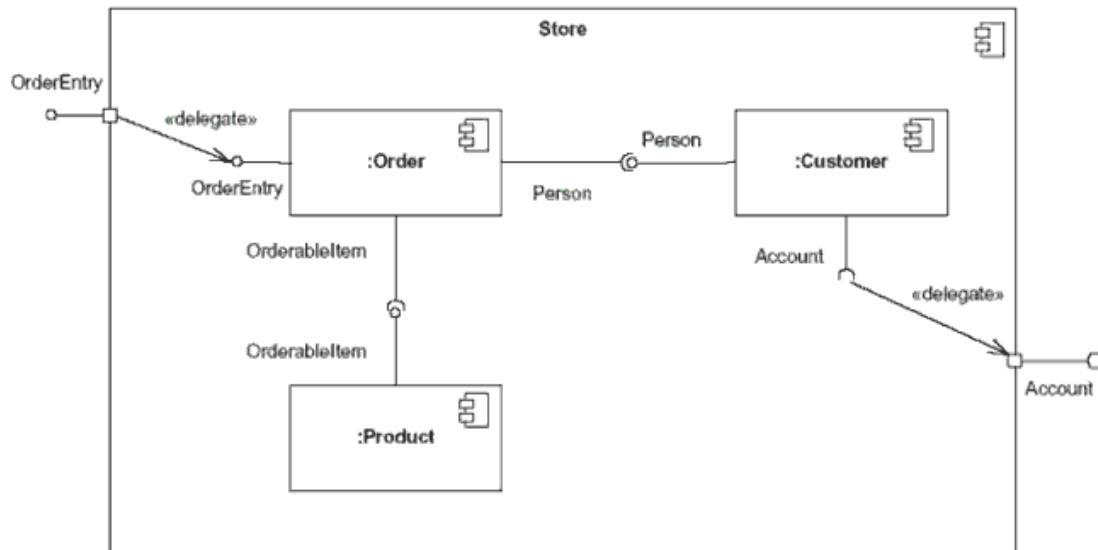 Store
OrderEntry
«delegate»
:Order
Person
:Customer
OrderEntry
Person
OrderableItem
Account
«delegate»
OrderableItem
Account
:Product